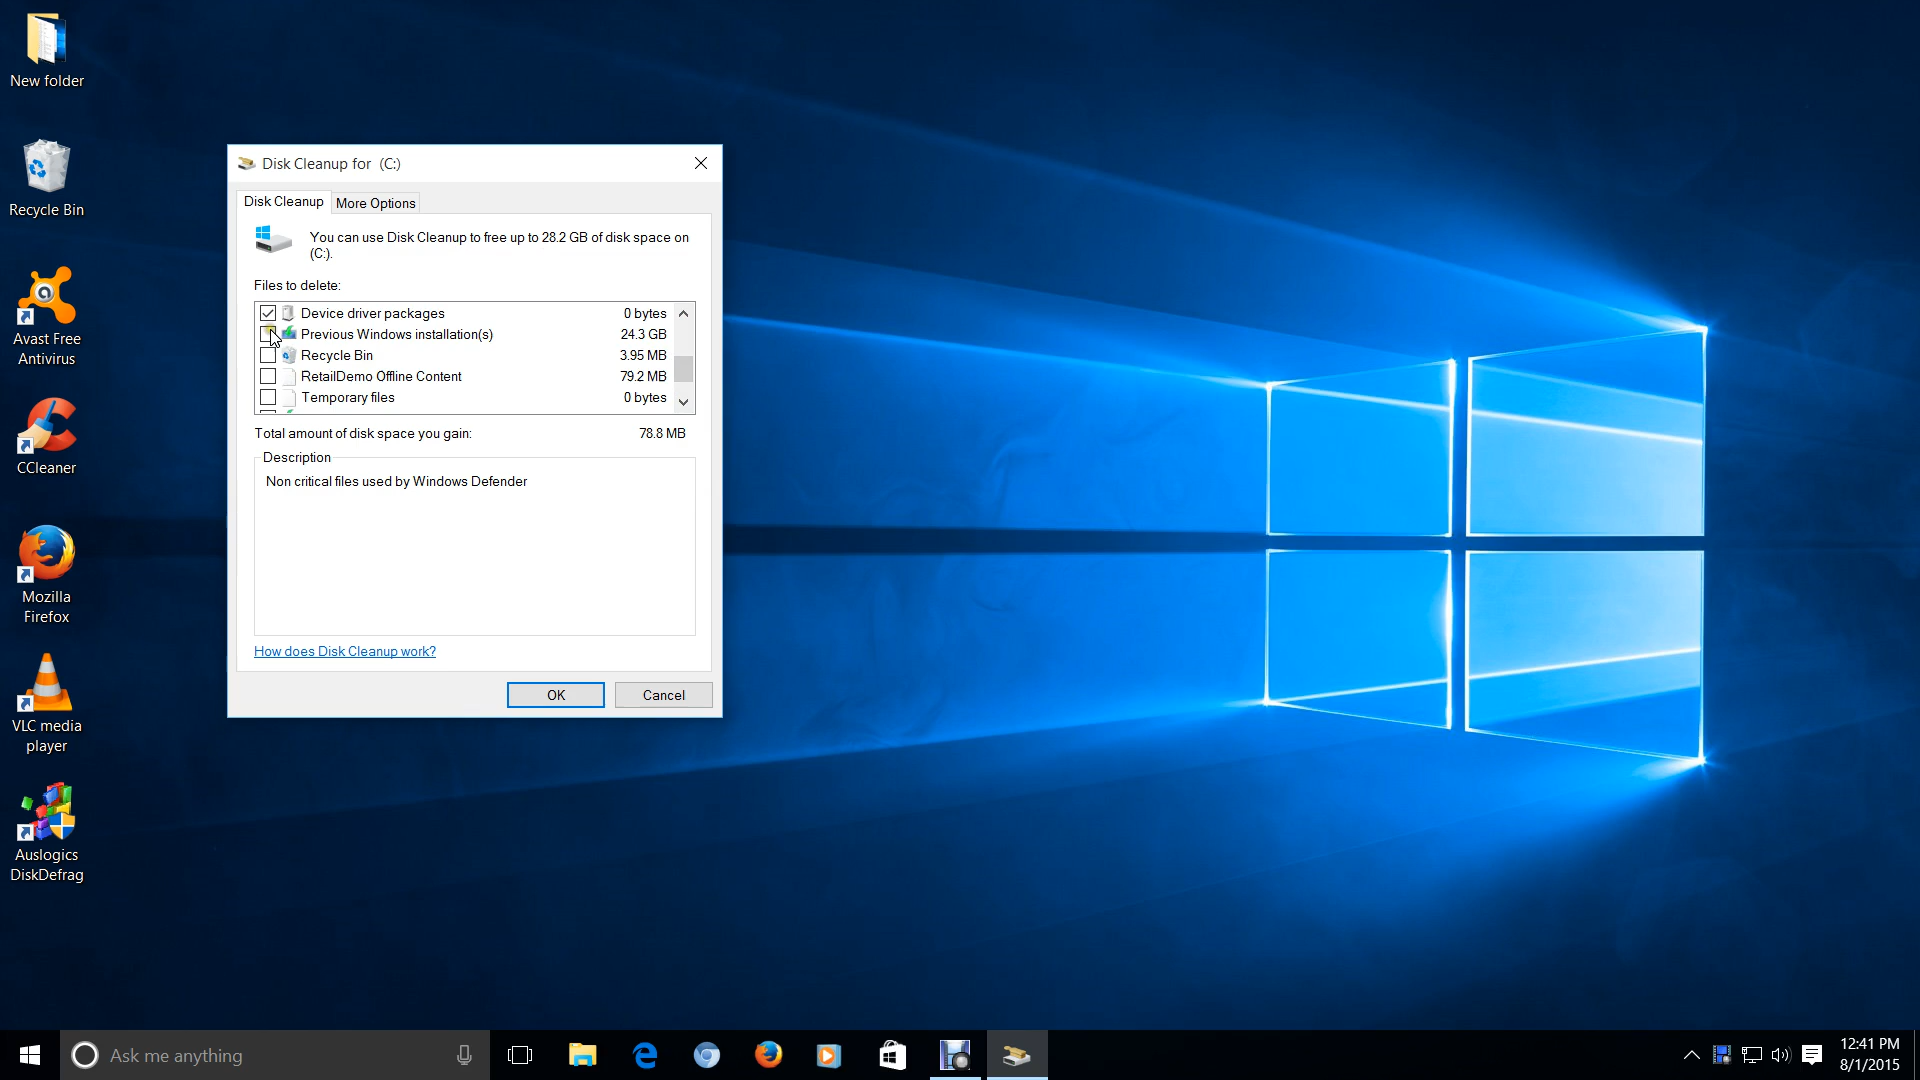 New folder
Recycle Bin
Avast Free
Antivirus
CCleaner
Mozilla
Firefox
VLC media
player
Auslogics
DiskDefrag
Disk Cleanup for (C:)
Disk Cleanup
More Options
You can use Disk Cleanup to free up to 28.2 GB of disk space on
(C:).
Files to delete:
Device driver packages 0 bytes
Previous Windows installation(s) 24.3 GB
Recycle Bin 3.95 MB
RetailDemo Offline Content 79.2 MB
Temporary files 0 bytes
Total amount of disk space you gain: 78.8 MB
Description
Non critical files used by Windows Defender
How does Disk Cleanup work?
OK
Cancel
Ask me anything
12:41 PM
8/1/2015